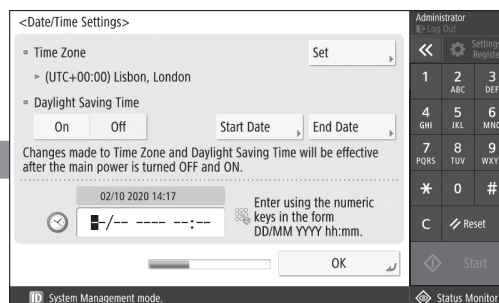 <Date/Time Settings>
Time Zone
Set
(UTC+00:00) Lisbon, London
Daylight Saving Time
On Off Start Date End Date
Changes made to Time Zone and Daylight Saving Time will be effective
after the main power is turned OFF and ON.
02/10 2020 14:17
-/-- ---- --:--
Enter using the numeric
keys in the form
DD/MM YYYY hh:mm.
OK
ID System Management mode.
Administrator
Log Out
Settings
Register
1 2 ABC 3 DEF
4 GHI 5 JKL 6 MNO
7 PQRS 8 TUV 9 WXY
* 0 #
C Reset
Start
Status Monitor